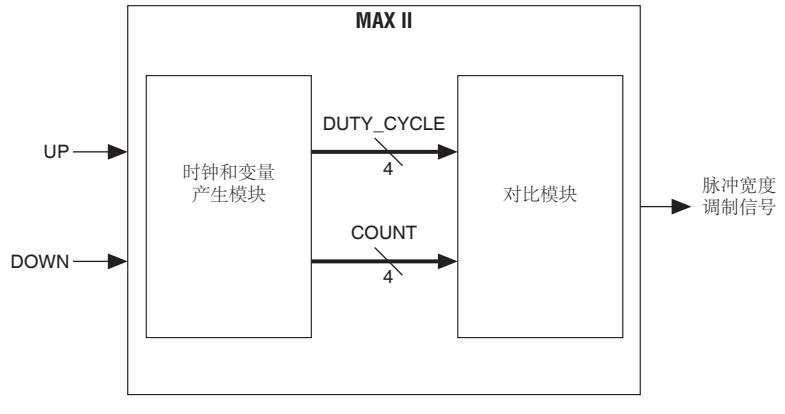 MAX II
DUTY_CYCLE
4
UP
时钟和变量
产生模块
对比模块
脉冲宽度
调制信号
COUNT
4
DOWN